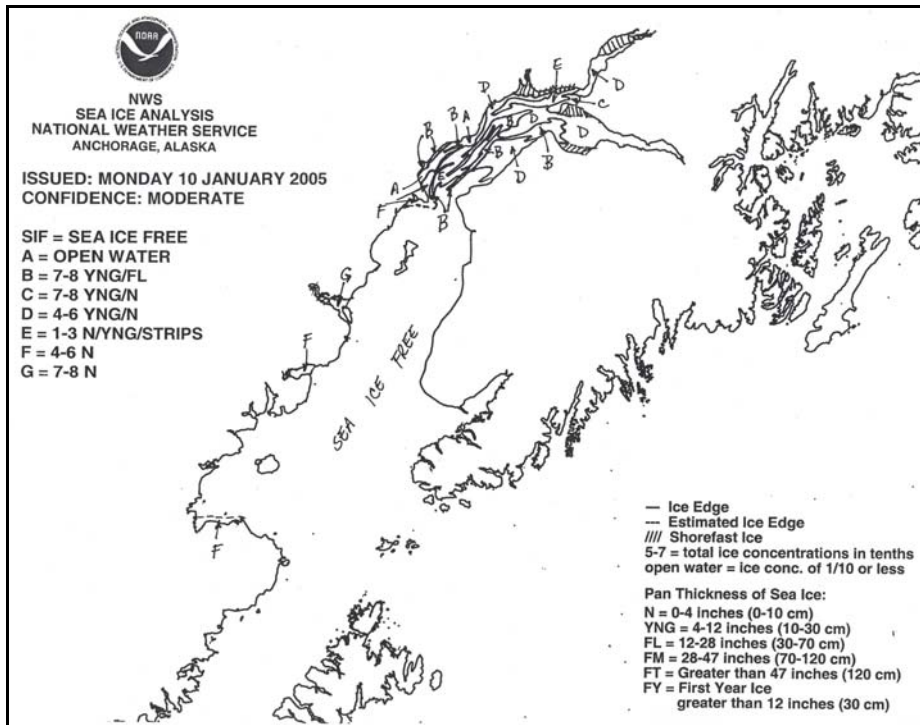 NOAA
NWS
SEA ICE ANALYSIS
NATIONAL WEATHER SERVICE
ANCHORAGE, ALASKA
ISSUED: MONDAY 10 JANUARY 2005
CONFIDENCE: MODERATE
SIF = SEA ICE FREE
A = OPEN WATER
B = 7-8 YNG/FL
C = 7-8 YNG/N
D = 4-6 YNG/N
E = 1-3 N/YNG/STRIPS
F = 4-6 N
G = 7-8 N
D
E
D
C
B
B
A
B
D
D
B
A
B
D
A
E
F
B
G
F
SEA ICE FREE
F
— Ice Edge
--- Estimated Ice Edge
//// Shorefast Ice
5-7 = total ice concentrations in tenths
open water = ice conc. of 1/10 or less
Pan Thickness of Sea Ice:
N = 0-4 inches (0-10 cm)
YNG = 4-12 inches (10-30 cm)
FL = 12-28 inches (30-70 cm)
FM = 28-47 inches (70-120 cm)
FT = Greater than 47 inches (120 cm)
FY = First Year Ice
greater than 12 inches (30 cm)